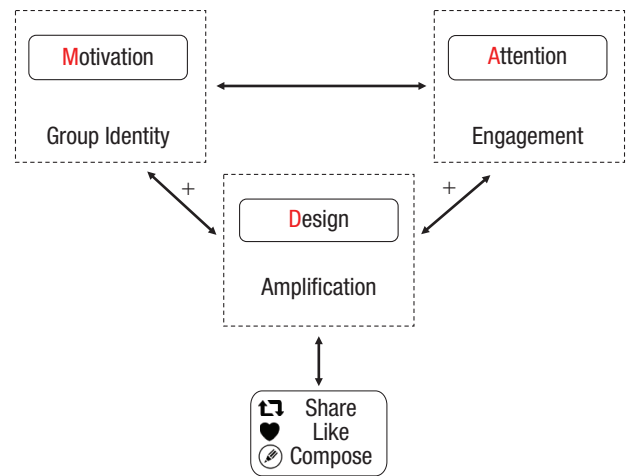 Motivation
Attention
Group Identity
Engagement
+
+
Design
Amplification
Share
Like
Compose